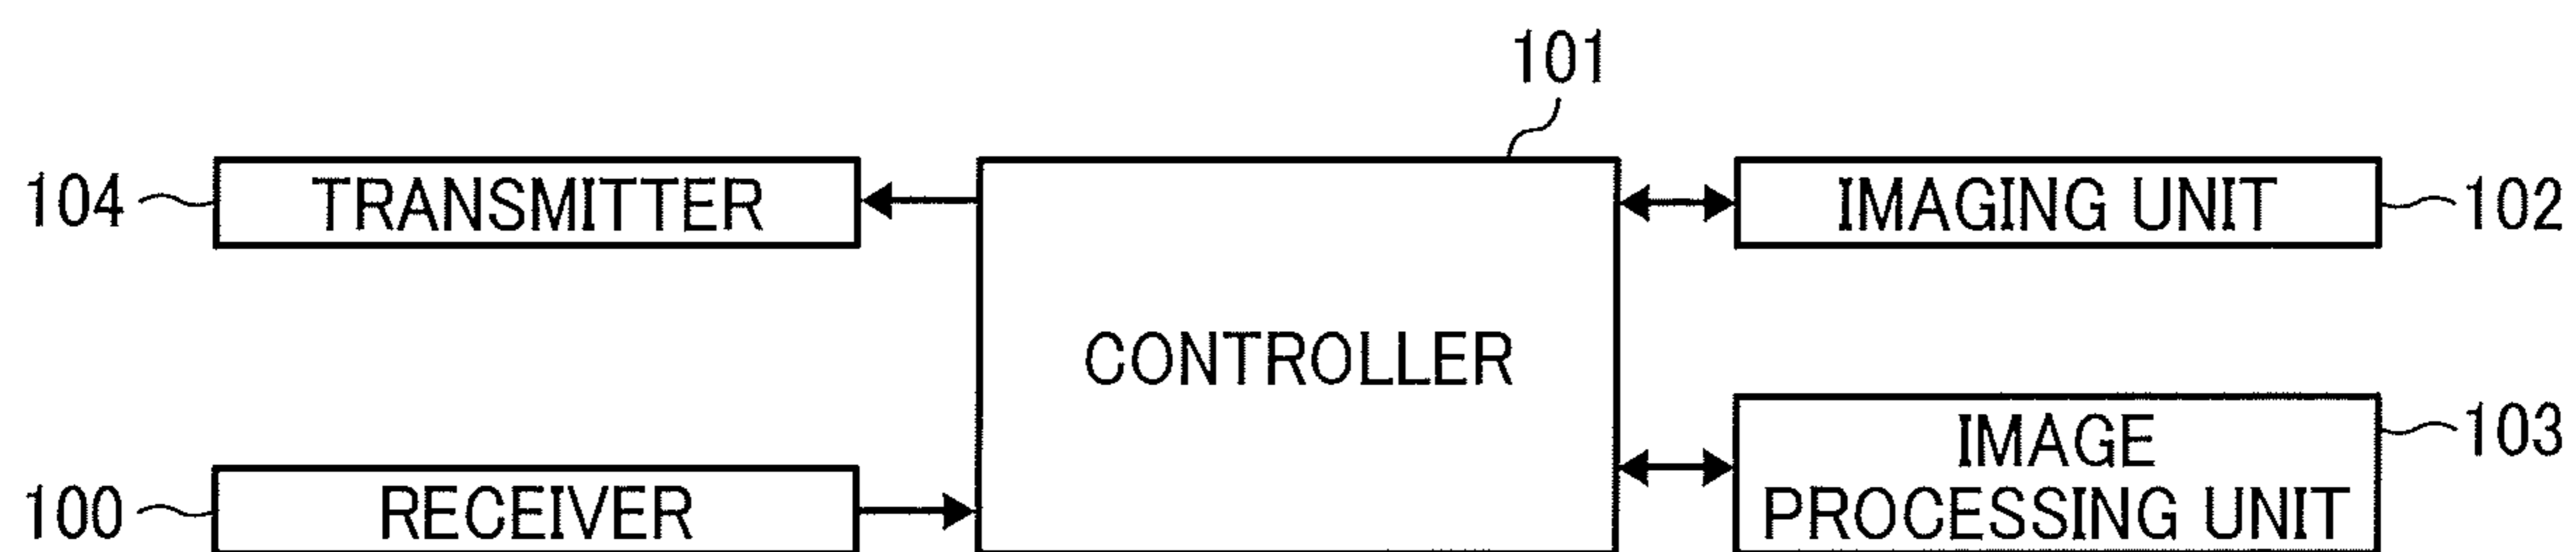 101
104
TRANSMITTER
IMAGING UNIT
102
CONTROLLER
100
RECEIVER
IMAGE
PROCESSING UNIT
103